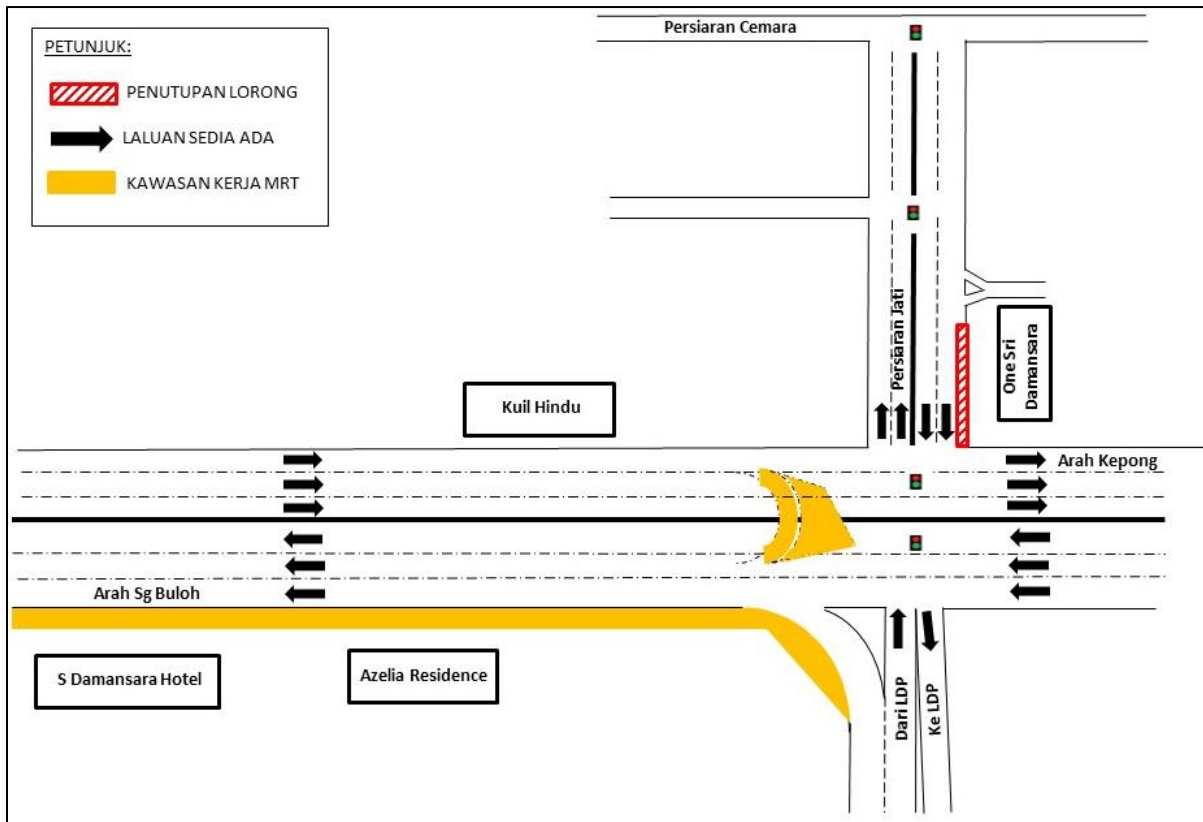 Persiaran Cemara
PETUNJUK:
PENUTUPAN LORONG
LALUAN SEDIA ADA
KAWASAN KERJA MRT
Persiaran Jati
One Sri
Damansara
Kuil Hindu
Arah Kepong
Arah Sg Buloh
S Damansara Hotel
Azelia Residence
Dari LDP
Ke LDP